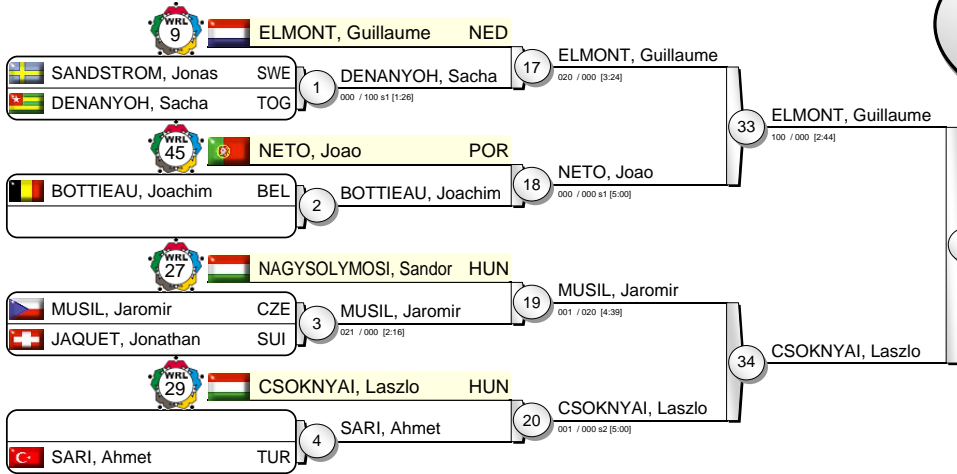 WRL 9 ELMONT, Guillaume NED
SANDSTROM, Jonas SWE
DENANYOH, Sacha TOG
1
DENANYOH, Sacha
000 / 100 s1 [1:26]
17
ELMONT, Guillaume
020 / 000 [3:24]
WRL 45 NETO, Joao POR
BOTTIEAU, Joachim BEL
2
BOTTIEAU, Joachim
18
NETO, Joao
000 / 000 s1 [5:00]
33
ELMONT, Guillaume
100 / 000 [2:44]
WRL 27 NAGYSOLYMOSI, Sandor HUN
MUSIL, Jaromir CZE
JAQUET, Jonathan SUI
3
MUSIL, Jaromir
021 / 000 [2:16]
19
MUSIL, Jaromir
001 / 020 [4:39]
WRL 29 CSOKNYAI, Laszlo HUN
SARI, Ahmet TUR
4
SARI, Ahmet
20
CSOKNYAI, Laszlo
001 / 000 s2 [5:00]
34
CSOKNYAI, Laszlo